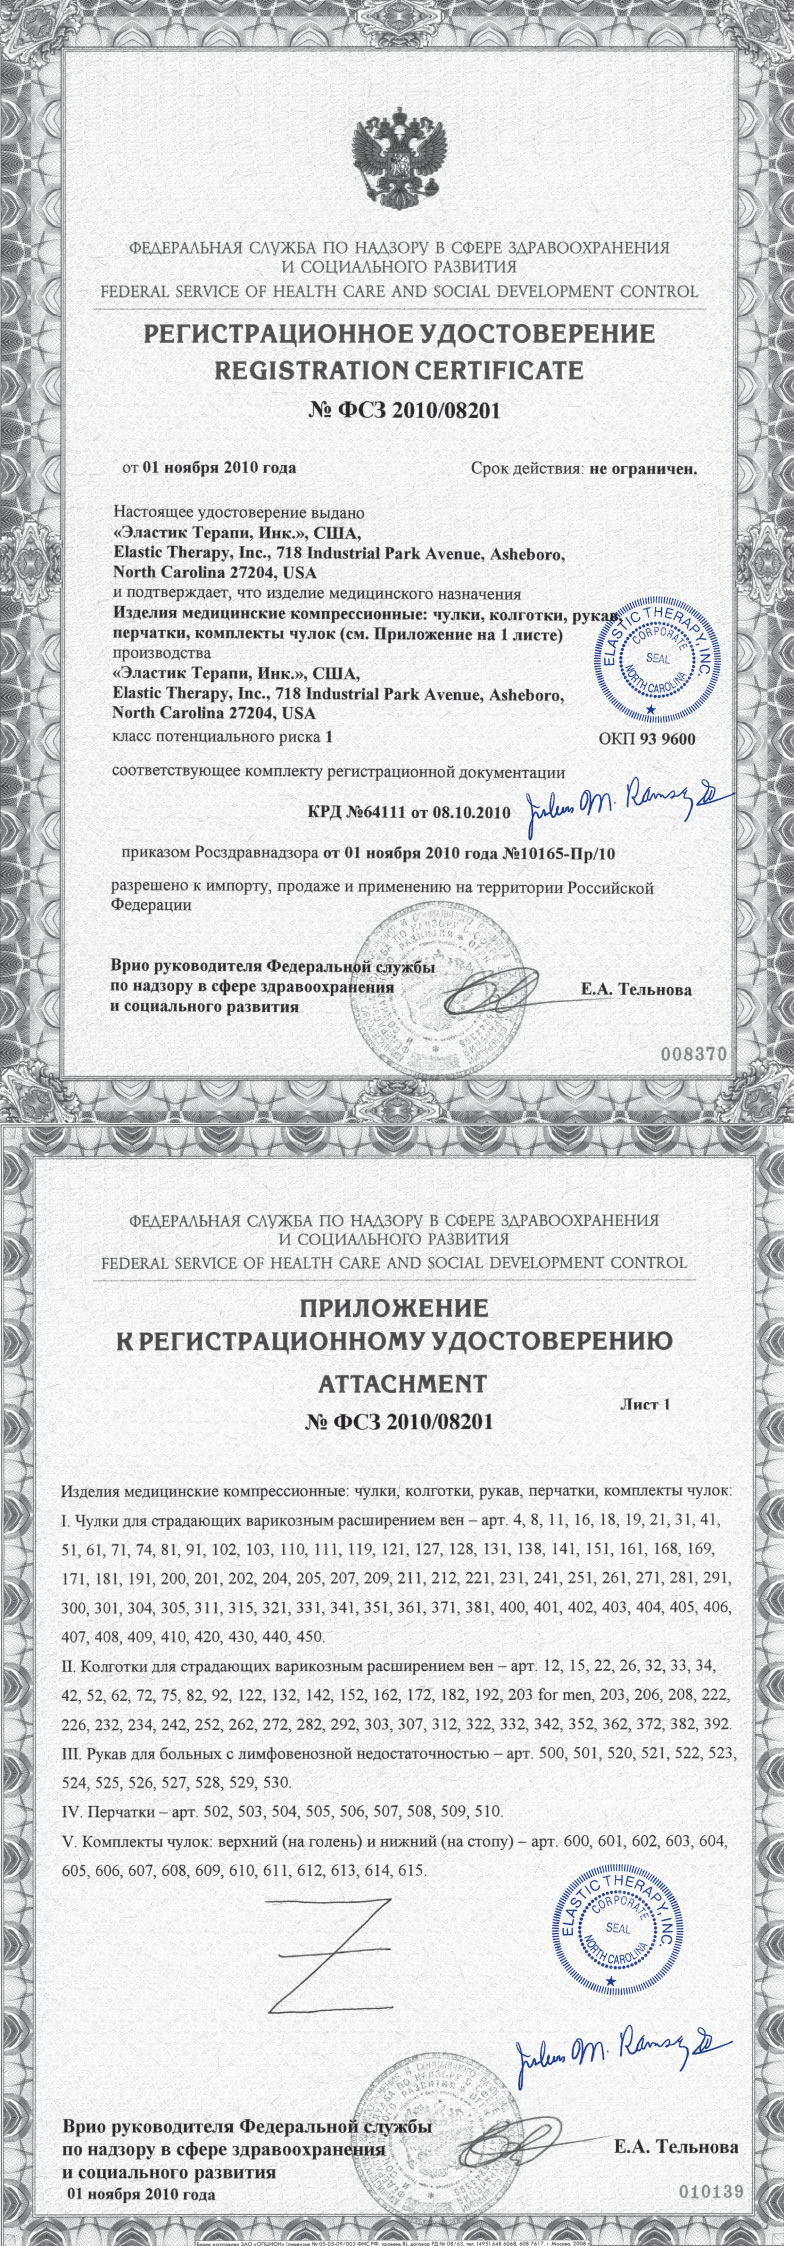 ФЕДЕРАЛЬНАЯ СЛУЖБА ПО НАДЗОРУ В СФЕРЕ ЗДРАВООХРАНЕНИЯ
И СОЦИАЛЬНОГО РАЗВИТИЯ
FEDERAL SERVICE OF HEALTH CARE AND SOCIAL DEVELOPMENT CONTROL
РЕГИСТРАЦИОННОЕ УДОСТОВЕРЕНИЕ
REGISTRATION CERTIFICATE
№ ФСЗ 2010/08201
от 01 ноября 2010 года Срок действия: не ограничен.
Настоящее удостоверение выдано
«Эластик Терапи, Инк.», США,
Elastic Therapy, Inc., 718 Industrial Park Avenue, Asheboro,
North Carolina 27204, USA
и подтверждает, что изделие медицинского назначения
Изделия медицинские компрессионные: чулки, колготки, рукав,
перчатки, комплекты чулок (см. Приложение на 1 листе)
производства
«Эластик Терапи, Инк.», США,
Elastic Therapy, Inc., 718 Industrial Park Avenue, Asheboro,
North Carolina 27204, USA
ELASTIC THERAPY, INC.
CORPORATE
SEAL
NORTH CAROLINA
класс потенциального риска 1 ОКП 93 9600
соответствующее комплекту регистрационной документации
КРД №64111 от 08.10.2010
приказом Росздравнадзора от 01 ноября 2010 года №10165-Пр/10
разрешено к импорту, продаже и применению на территории Российской
Федерации
Врио руководителя Федеральной службы
по надзору в сфере здравоохранения
и социального развития
Е.А. Тельнова
008370
ФЕДЕРАЛЬНАЯ СЛУЖБА ПО НАДЗОРУ В СФЕРЕ ЗДРАВООХРАНЕНИЯ
И СОЦИАЛЬНОГО РАЗВИТИЯ
FEDERAL SERVICE OF HEALTH CARE AND SOCIAL DEVELOPMENT CONTROL
ПРИЛОЖЕНИЕ
К РЕГИСТРАЦИОННОМУ УДОСТОВЕРЕНИЮ
ATTACHMENT
Лист 1
№ ФСЗ 2010/08201
Изделия медицинские компрессионные: чулки, колготки, рукав, перчатки, комплекты чулок:
I. Чулки для страдающих варикозным расширением вен – арт. 4, 8, 11, 16, 18, 19, 21, 31, 41,
51, 61, 71, 74, 81, 91, 102, 103, 110, 111, 119, 121, 127, 128, 131, 138, 141, 151, 161, 168, 169,
171, 181, 191, 200, 201, 202, 204, 205, 207, 209, 211, 212, 221, 231, 241, 251, 261, 271, 281, 291,
300, 301, 304, 305, 311, 315, 321, 331, 341, 351, 361, 371, 381, 400, 401, 402, 403, 404, 405, 406,
407, 408, 409, 410, 420, 430, 440, 450.
II. Колготки для страдающих варикозным расширением вен – арт. 12, 15, 22, 26, 32, 33, 34,
42, 52, 62, 72, 75, 82, 92, 122, 132, 142, 152, 162, 172, 182, 192, 203 for men, 203, 206, 208, 222,
226, 232, 234, 242, 252, 262, 272, 282, 292, 303, 307, 312, 322, 332, 342, 352, 362, 372, 382, 392.
III. Рукав для больных с лимфовенозной недостаточностью – арт. 500, 501, 520, 521, 522, 523,
524, 525, 526, 527, 528, 529, 530.
IV. Перчатки – арт. 502, 503, 504, 505, 506, 507, 508, 509, 510.
V. Комплекты чулок: верхний (на голень) и нижний (на стопу) – арт. 600, 601, 602, 603, 604,
605, 606, 607, 608, 609, 610, 611, 612, 613, 614, 615.
ELASTIC THERAPY, INC.
CORPORATE
SEAL
NORTH CAROLINA
Врио руководителя Федеральной службы
по надзору в сфере здравоохранения
и социального развития
Е.А. Тельнова
01 ноября 2010 года
010139